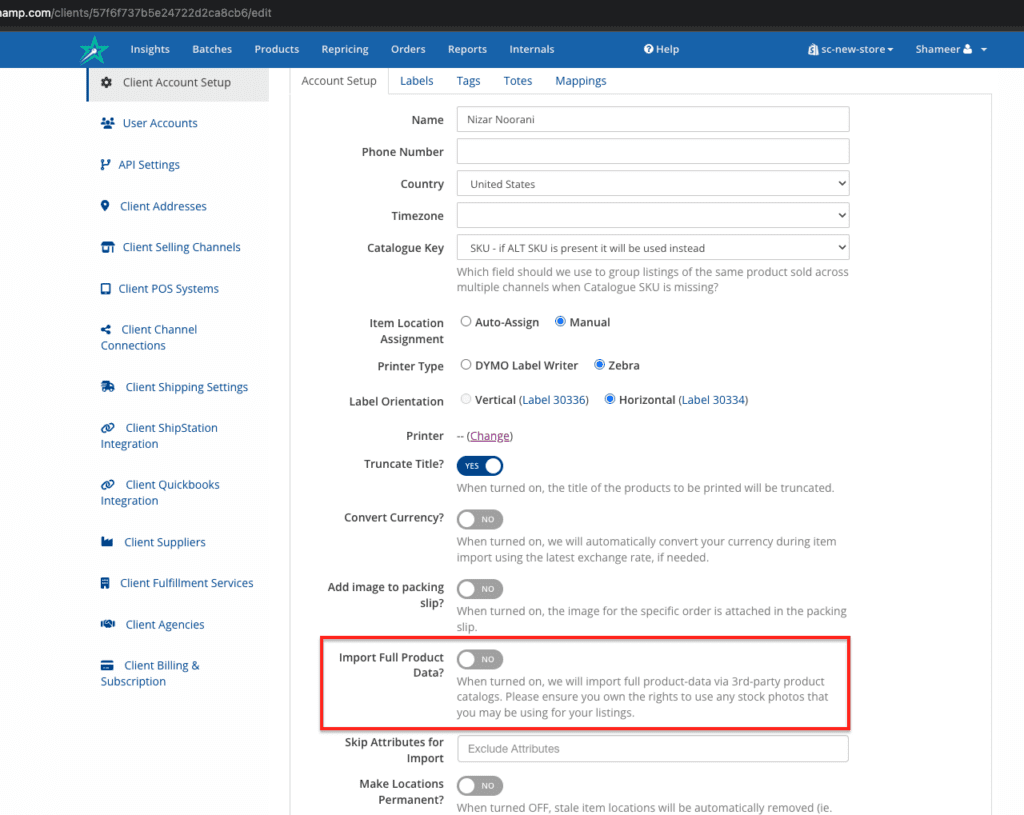 hamp.com/clients/57f6f737b5e24722d2ca8cb6/edit
Insights Batches Products Repricing Orders Reports Internals Help sc-new-store Shameer
Client Account Setup
User Accounts
API Settings
Client Addresses
Client Selling Channels
Client POS Systems
Client Channel
Connections
Client Shipping Settings
Client ShipStation
Integration
Client Quickbooks
Integration
Client Suppliers
Client Fulfillment Services
Client Agencies
Client Billing &
Subscription
Account Setup Labels Tags Totes Mappings
Name Nizar Noorani
Phone Number
Country United States
Timezone
Catalogue Key SKU - if ALT SKU is present it will be used instead
Which field should we use to group listings of the same product sold across
multiple channels when Catalogue SKU is missing?
Item Location
Assignment
Auto-Assign Manual
Printer Type DYMO Label Writer Zebra
Label Orientation Vertical (Label 30336) Horizontal (Label 30334)
Printer -- (Change)
Truncate Title? YES
When turned on, the title of the products to be printed will be truncated.
Convert Currency? NO
When turned on, we will automatically convert your currency during item
import using the latest exchange rate, if needed.
Add image to packing
slip?
NO
When turned on, the image for the specific order is attached in the packing
slip.
Import Full Product
Data?
NO
When turned on, we will import full product-data via 3rd-party product
catalogs. Please ensure you own the rights to use any stock photos that
you may be using for your listings.
Skip Attributes for
Import
Exclude Attributes
Make Locations
Permanent?
NO
When turned OFF, stale item locations will be automatically removed (ie.